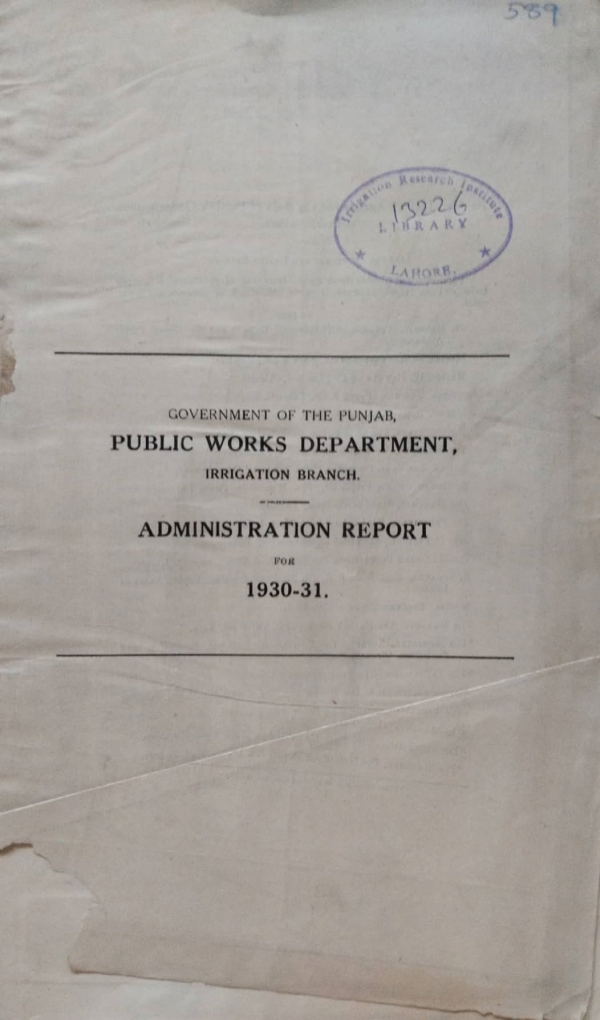 589
Irrigation Research Institute
13226
LIBRARY
LAHORE.
GOVERNMENT OF THE PUNJAB,
PUBLIC WORKS DEPARTMENT,
IRRIGATION BRANCH.
ADMINISTRATION REPORT
FOR
1930-31.